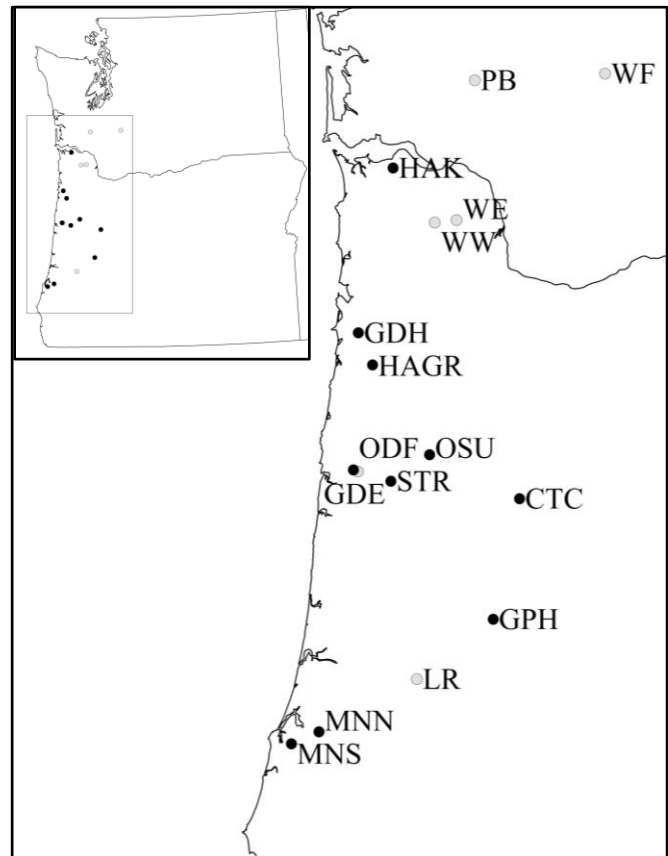 PB
WF
HAK
WE
WW
GDH
HAGR
ODF
OSU
GDE
STR
CTC
GPH
LR
MNN
MNS